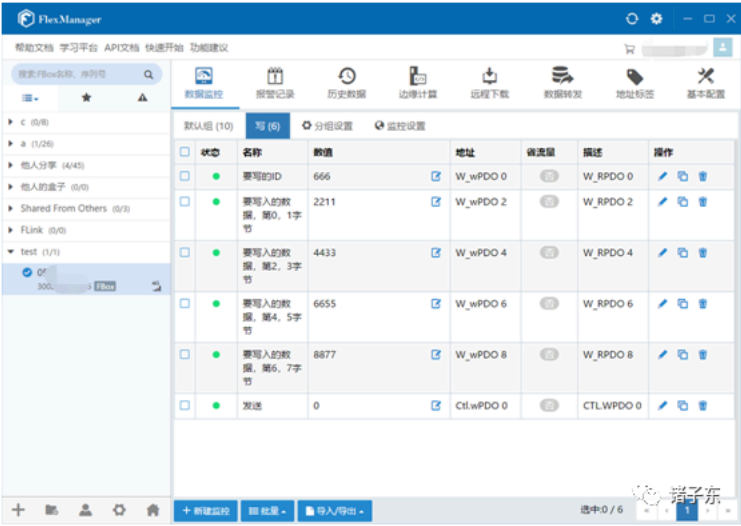 FlexManager
帮助文档 学习平台 API文档 快速开始 功能建议
搜索:FBox名称、序列号
数据监控 报警记录 历史数据 边缘计算 远程下载 数据转发 地址标签 基本配置
默认组 (10) 写 (6) 分组设置 监控设置
c (0/8)
a (1/26)
他人分享 (4/45)
他人的盒子 (0/0)
Shared From Others (0/3)
FLink (0/0)
test (1/1)
FBox
状态 名称 数值 地址 省流量 描述 操作
要写的ID 666 W_wPDO 0 否 W_RPDO 0
要写入的数据，第0，1字节 2211 W_wPDO 2 否 W_RPDO 2
要写入的数据，第2，3字节 4433 W_wPDO 4 否 W_RPDO 4
要写入的数据，第4，5字节 6655 W_wPDO 6 否 W_RPDO 6
要写入的数据，第6，7字节 8877 W_wPDO 8 否 W_RPDO 8
发送 0 Ctl.wPDO 0 否 CTL.WPDO 0
新建监控 批量 导入/导出 选中:0 / 6 1
诸子东